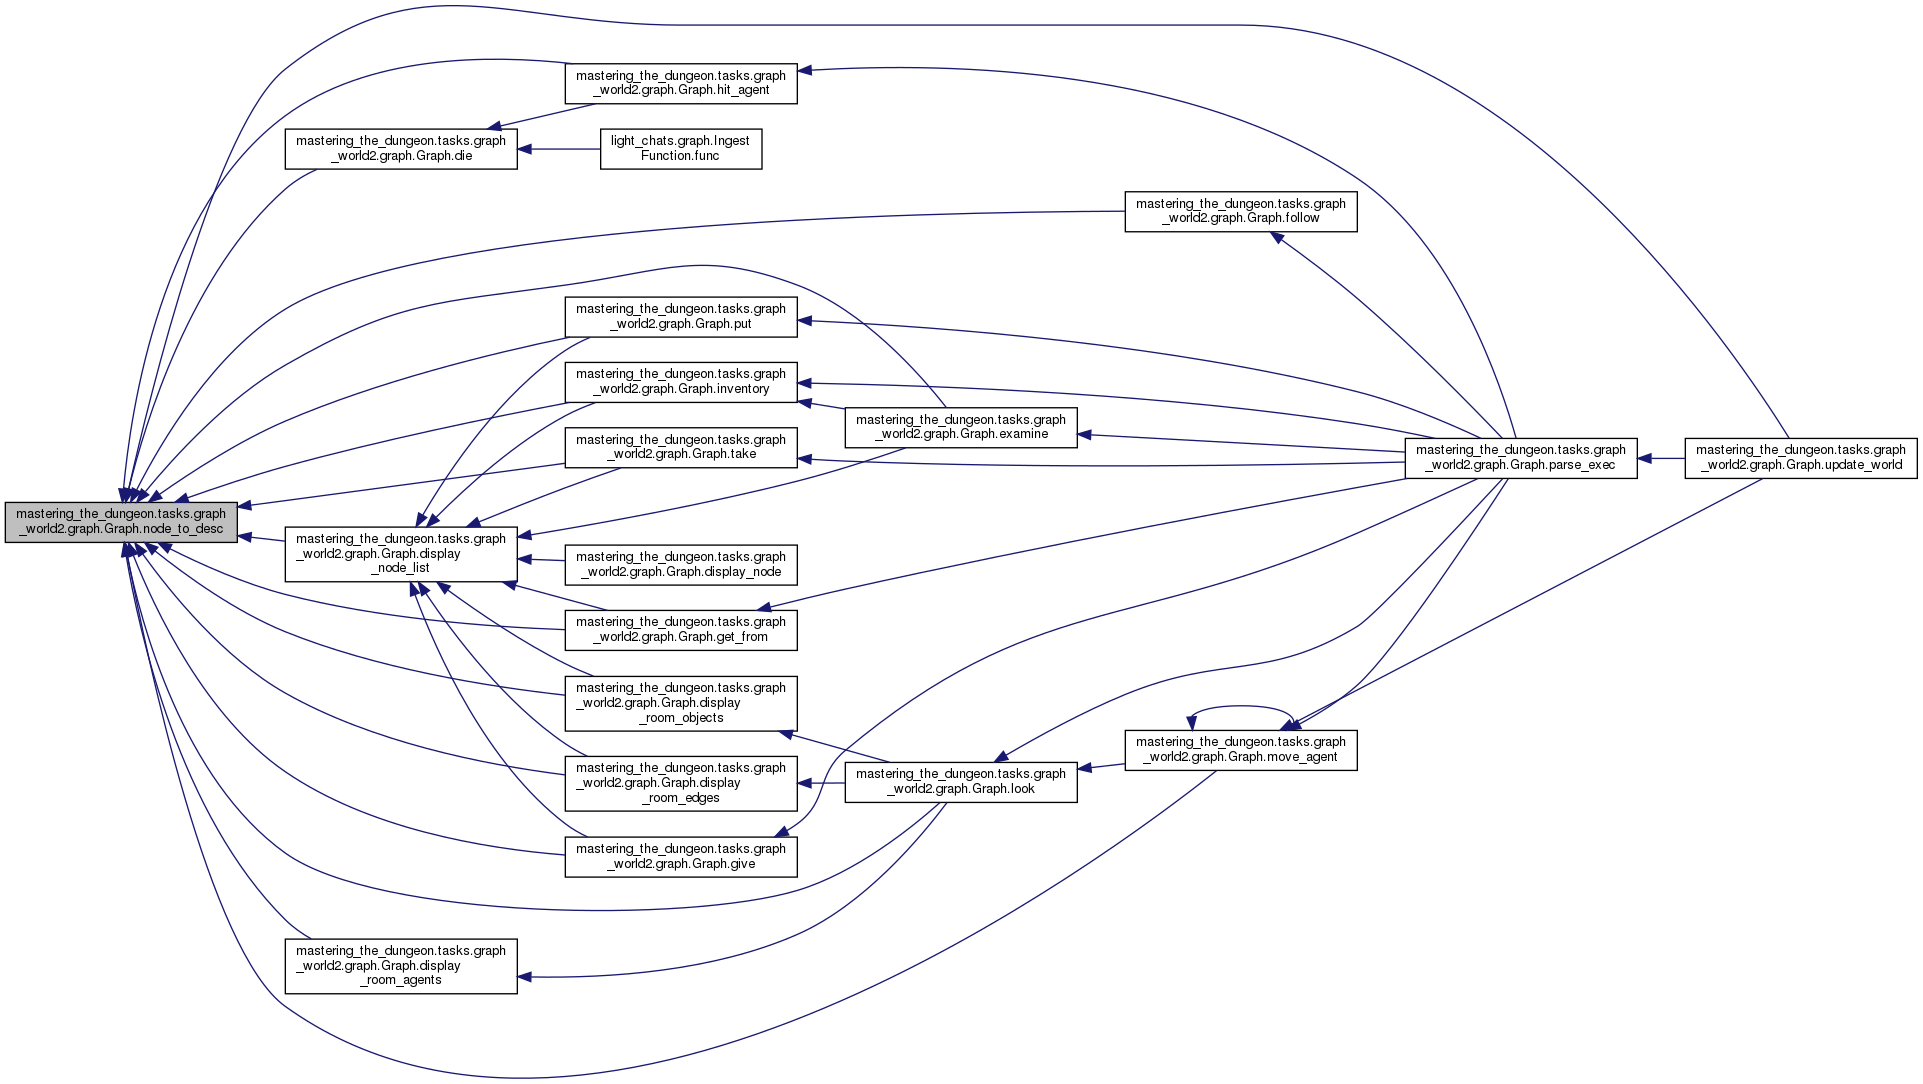 mastering_the_dungeon.tasks.graph
_world2.graph.Graph.hit_agent
mastering_the_dungeon.tasks.graph
_world2.graph.Graph.die
light_chats.graph.Ingest
Function.func
mastering_the_dungeon.tasks.graph
_world2.graph.Graph.follow
mastering_the_dungeon.tasks.graph
_world2.graph.Graph.put
mastering_the_dungeon.tasks.graph
_world2.graph.Graph.inventory
mastering_the_dungeon.tasks.graph
_world2.graph.Graph.examine
mastering_the_dungeon.tasks.graph
_world2.graph.Graph.take
mastering_the_dungeon.tasks.graph
_world2.graph.Graph.parse_exec
mastering_the_dungeon.tasks.graph
_world2.graph.Graph.update_world
mastering_the_dungeon.tasks.graph
_world2.graph.Graph.node_to_desc
mastering_the_dungeon.tasks.graph
_world2.graph.Graph.display
_node_list
mastering_the_dungeon.tasks.graph
_world2.graph.Graph.display_node
mastering_the_dungeon.tasks.graph
_world2.graph.Graph.get_from
mastering_the_dungeon.tasks.graph
_world2.graph.Graph.display
_room_objects
mastering_the_dungeon.tasks.graph
_world2.graph.Graph.move_agent
mastering_the_dungeon.tasks.graph
_world2.graph.Graph.display
_room_edges
mastering_the_dungeon.tasks.graph
_world2.graph.Graph.look
mastering_the_dungeon.tasks.graph
_world2.graph.Graph.give
mastering_the_dungeon.tasks.graph
_world2.graph.Graph.display
_room_agents